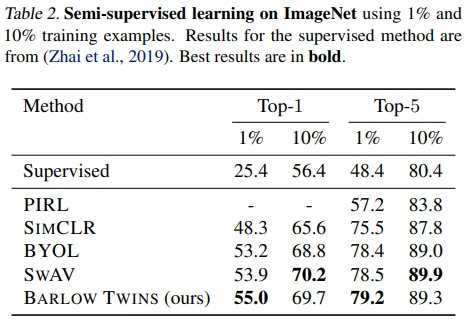 Table 2. Semi-supervised learning on ImageNet using 1% and
10% training examples. Results for the supervised method are
from (Zhai et al., 2019). Best results are in bold.
Method Top-1 Top-5
1% 10% 1% 10%
Supervised 25.4 56.4 48.4 80.4
PIRL - - 57.2 83.8
SIMCLR 48.3 65.6 75.5 87.8
BYOL 53.2 68.8 78.4 89.0
SWAV 53.9 70.2 78.5 89.9
BARLOW TWINS (ours) 55.0 69.7 79.2 89.3